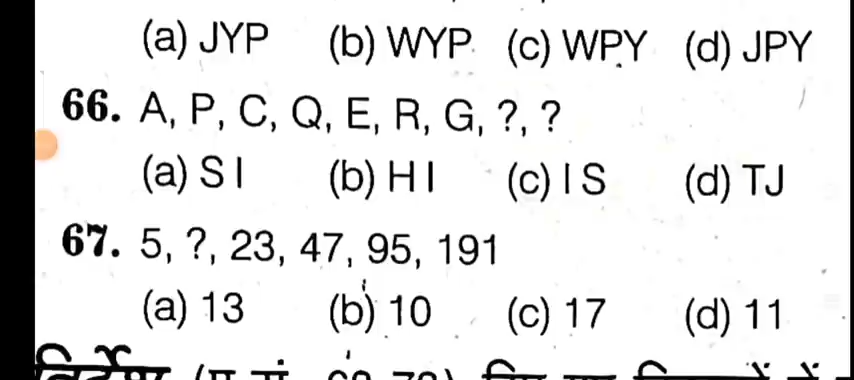 (a) JYP (b) WYP (c) WPY (d) JPY
66. A, P, C, Q, E, R, G, ?, ?
(a) S I (b) H I (c) I S (d) TJ
67. 5, ?, 23, 47, 95, 191
(a) 13 (b) 10 (c) 17 (d) 11